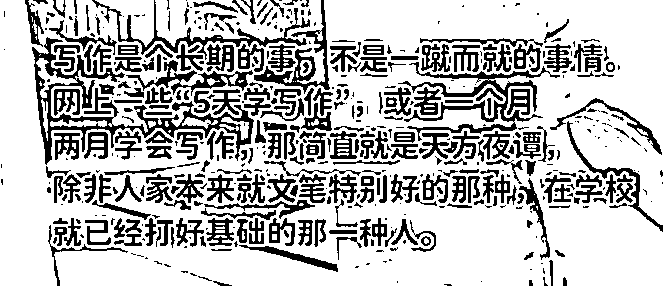 写作是个长期的事，不是一蹴而就的事情。
网上一些“5天学写作”，或者一个月
两月学会写作，那简直就是天方夜谭，
除非人家本来就文笔特别好的那种，在学校
就已经打好基础的那一种人。